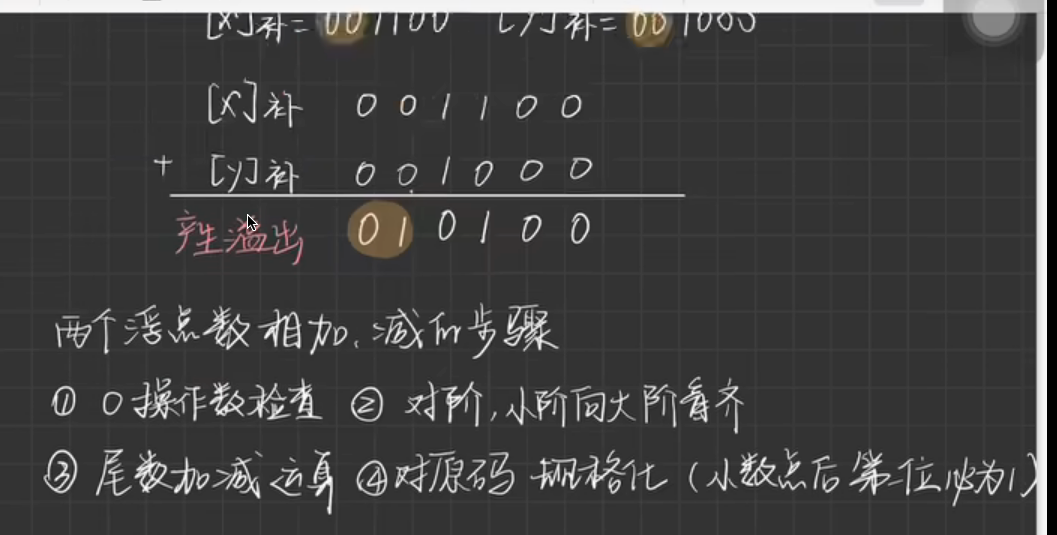 [X]补=001100 [Y]补=001000
[X]补 0 0 1 1 0 0
+ [y]补 0 0 1 0 0 0
产生溢出 0 1 0 1 0 0
两个浮点数相加、减的步骤
① 0操作数检查 ② 对阶,小阶向大阶看齐
③ 尾数加减运算 ④对原码 规格化 (小数点后第一位必为1)